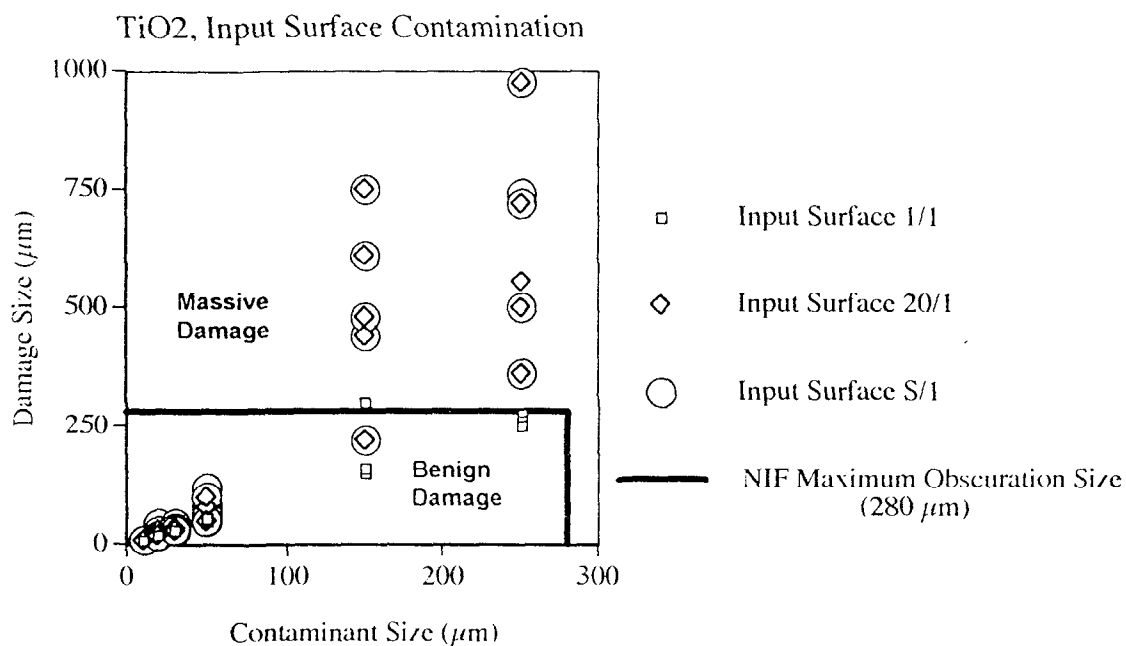 TiO2, Input Surface Contamination
1000
750
500
250
0
Damage Size (µm)
Massive
Damage
Benign
Damage
0
100
200
300
Contaminant Size (µm)
Input Surface 1/1
Input Surface 20/1
Input Surface S/1
NIF Maximum Obscuration Size
(280 µm)